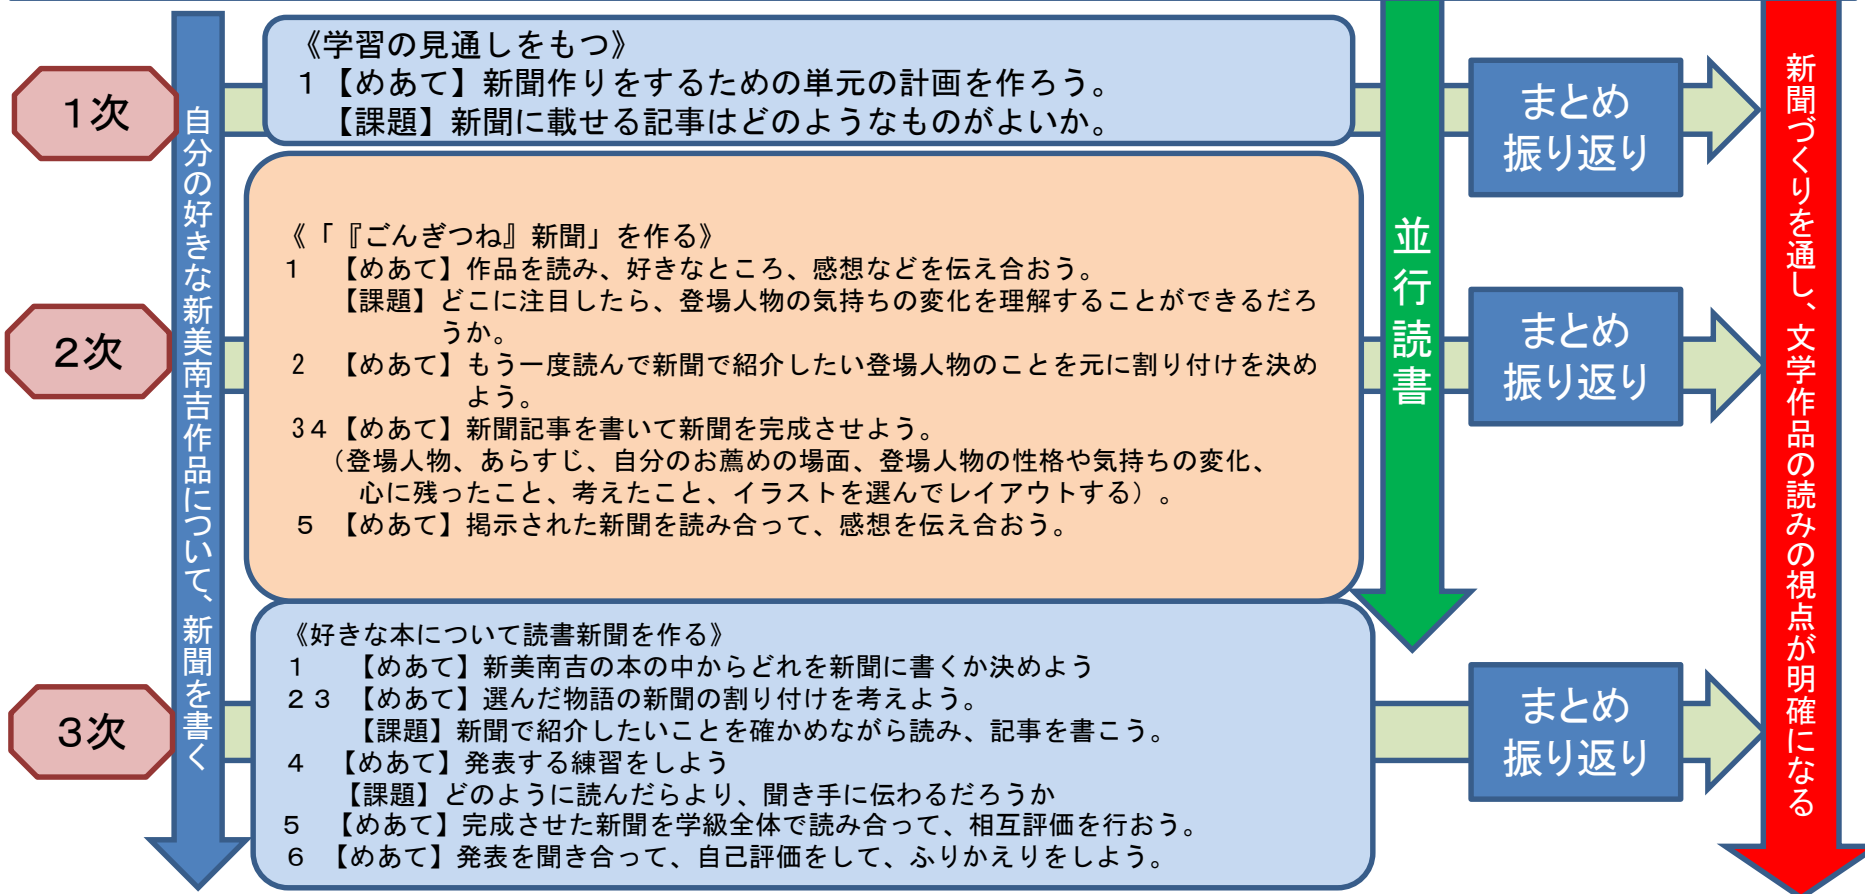 自分の好きな新美南吉作品について、新聞を書く
1次
《学習の見通しをもつ》
1【めあて】新聞作りをするための単元の計画を作ろう。
【課題】新聞に載せる記事はどのようなものがよいか。
まとめ
振り返り
2次
《「『ごんぎつね』新聞」を作る》
1 【めあて】作品を読み、好きなところ、感想などを伝え合おう。
【課題】どこに注目したら、登場人物の気持ちの変化を理解することができるだろ
うか。
2 【めあて】もう一度読んで新聞で紹介したい登場人物のことを元に割り付けを決め
よう。
34【めあて】新聞記事を書いて新聞を完成させよう。
（登場人物、あらすじ、自分のお薦めの場面、登場人物の性格や気持ちの変化、
心に残ったこと、考えたこと、イラストを選んでレイアウトする）。
5 【めあて】掲示された新聞を読み合って、感想を伝え合おう。
まとめ
振り返り
3次
《好きな本について読書新聞を作る》
1 【めあて】新美南吉の本の中からどれを新聞に書くか決めよう
23 【めあて】選んだ物語の新聞の割り付けを考えよう。
【課題】新聞で紹介したいことを確かめながら読み、記事を書こう。
4 【めあて】発表する練習をしよう
【課題】どのように読んだらより、聞き手に伝わるだろうか
5 【めあて】完成させた新聞を学級全体で読み合って、相互評価を行おう。
6 【めあて】発表を聞き合って、自己評価をして、ふりかえりをしよう。
まとめ
振り返り
並行読書
新聞づくりを通し、文学作品の読みの視点が明確になる